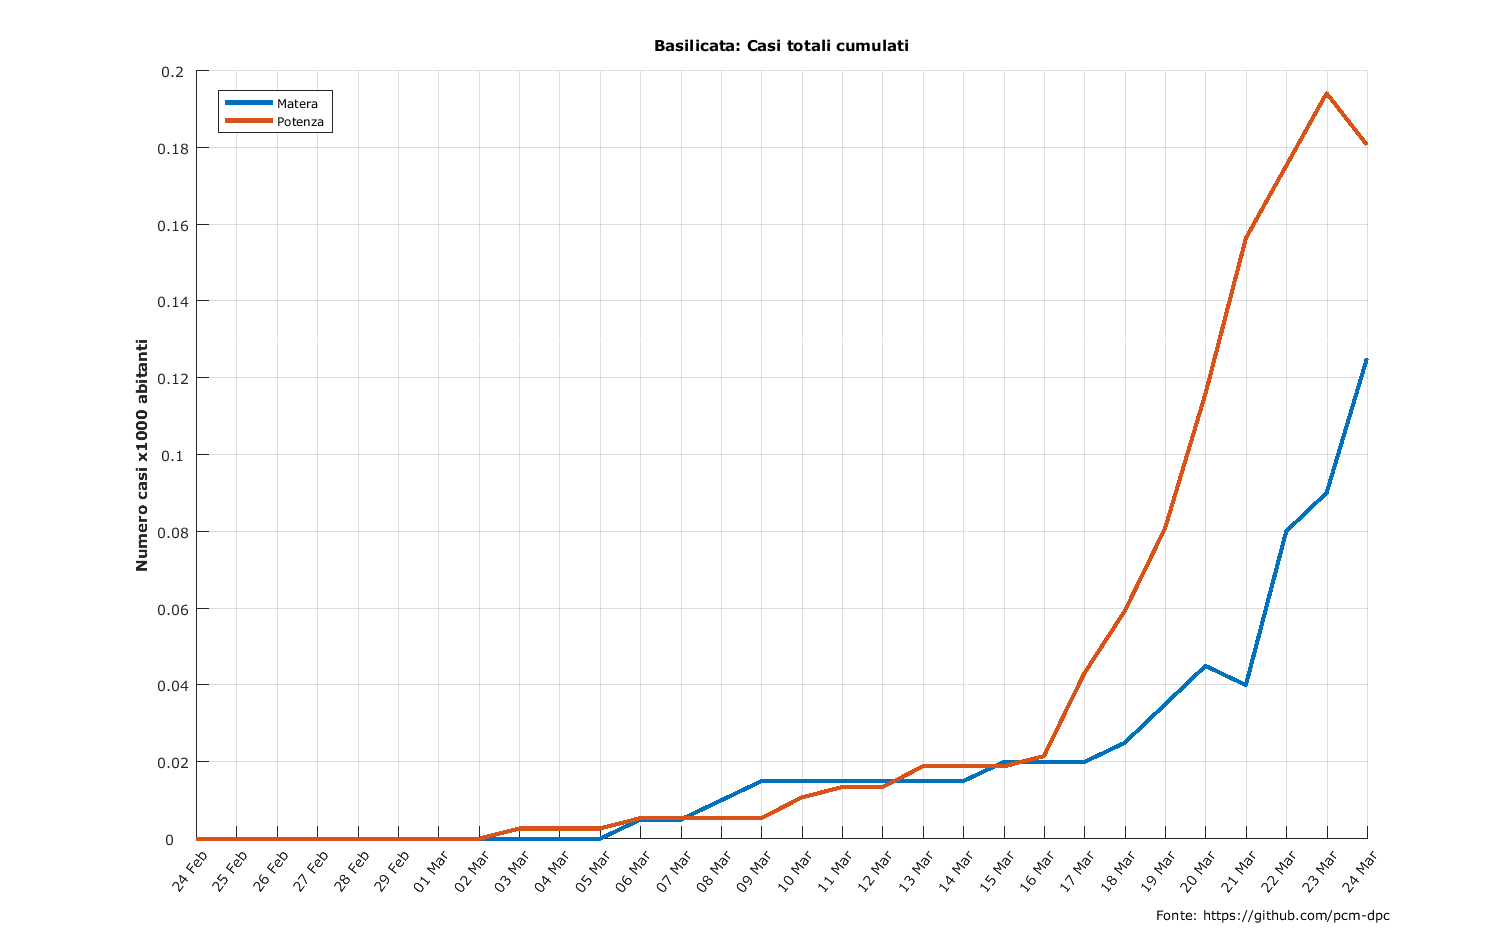 Basilicata: Casi totali cumulati
Matera
Potenza
Numero casi x1000 abitanti
0.2
0.18
0.16
0.14
0.12
0.1
0.08
0.06
0.04
0.02
0
24 Feb
25 Feb
26 Feb
27 Feb
28 Feb
29 Feb
01 Mar
02 Mar
03 Mar
04 Mar
05 Mar
06 Mar
07 Mar
08 Mar
09 Mar
10 Mar
11 Mar
12 Mar
13 Mar
14 Mar
15 Mar
16 Mar
17 Mar
18 Mar
19 Mar
20 Mar
21 Mar
22 Mar
23 Mar
24 Mar
Fonte: https://github.com/pcm-dpc